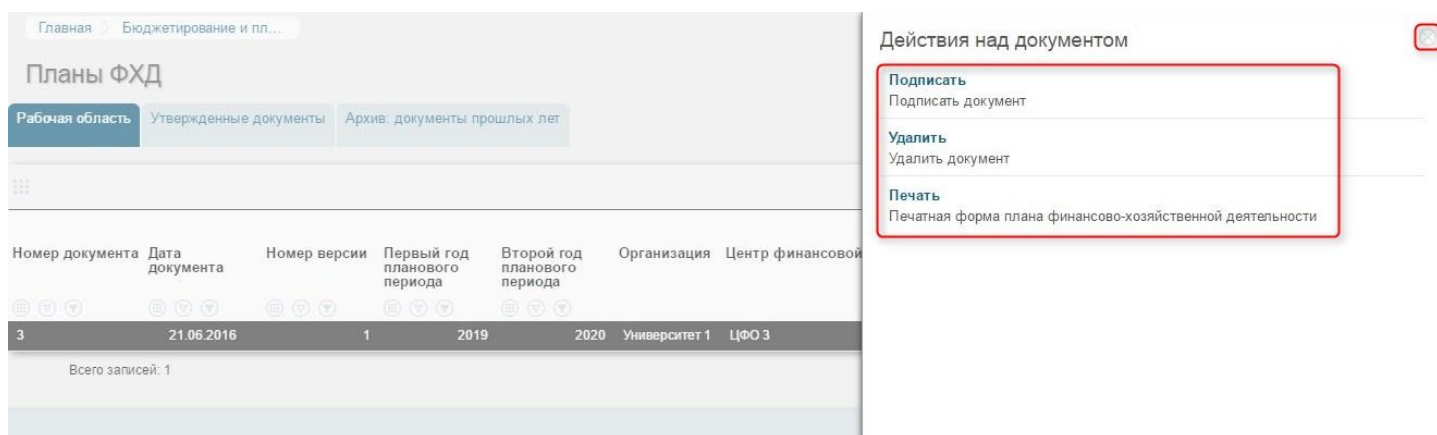 Главная Бюджетирование и пл...
Планы ФХД
Рабочая область Утвержденные документы Архив: документы прошлых лет
Номер документа Дата документа Номер версии Первый год планового периода Второй год планового периода Организация Центр финансовой
3 21.06.2016 1 2019 2020 Университет 1 ЦФО 3
Всего записей: 1
Действия над документом
Подписать
Подписать документ
Удалить
Удалить документ
Печать
Печатная форма плана финансово-хозяйственной деятельности